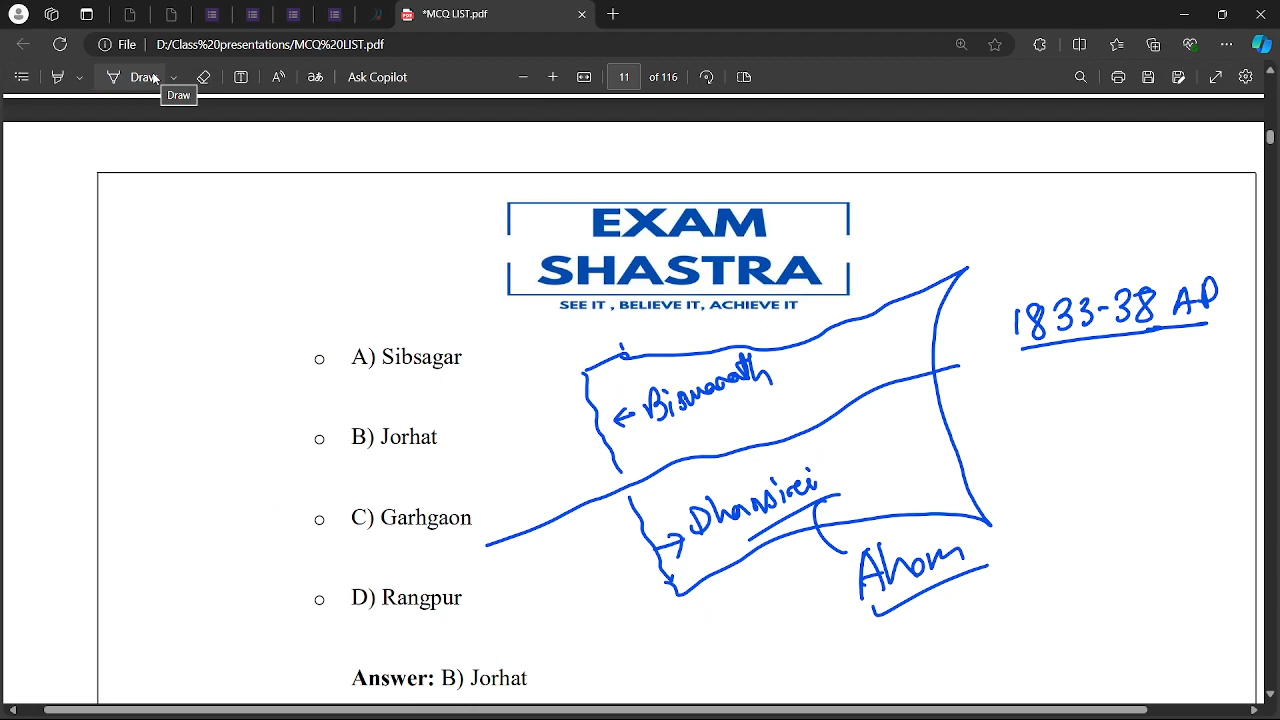 *MCQ LIST.pdf
File D:/Class%20presentations/MCQ%20LIST.pdf
Draw Ask Copilot 11 of 116
Draw
EXAM
SHASTRA
SEE IT , BELIEVE IT, ACHIEVE IT
1833-38 AD
A) Sibsagar
Biswanath
B) Jorhat
Dhansiri
C) Garhgaon
Ahom
D) Rangpur
Answer: B) Jorhat